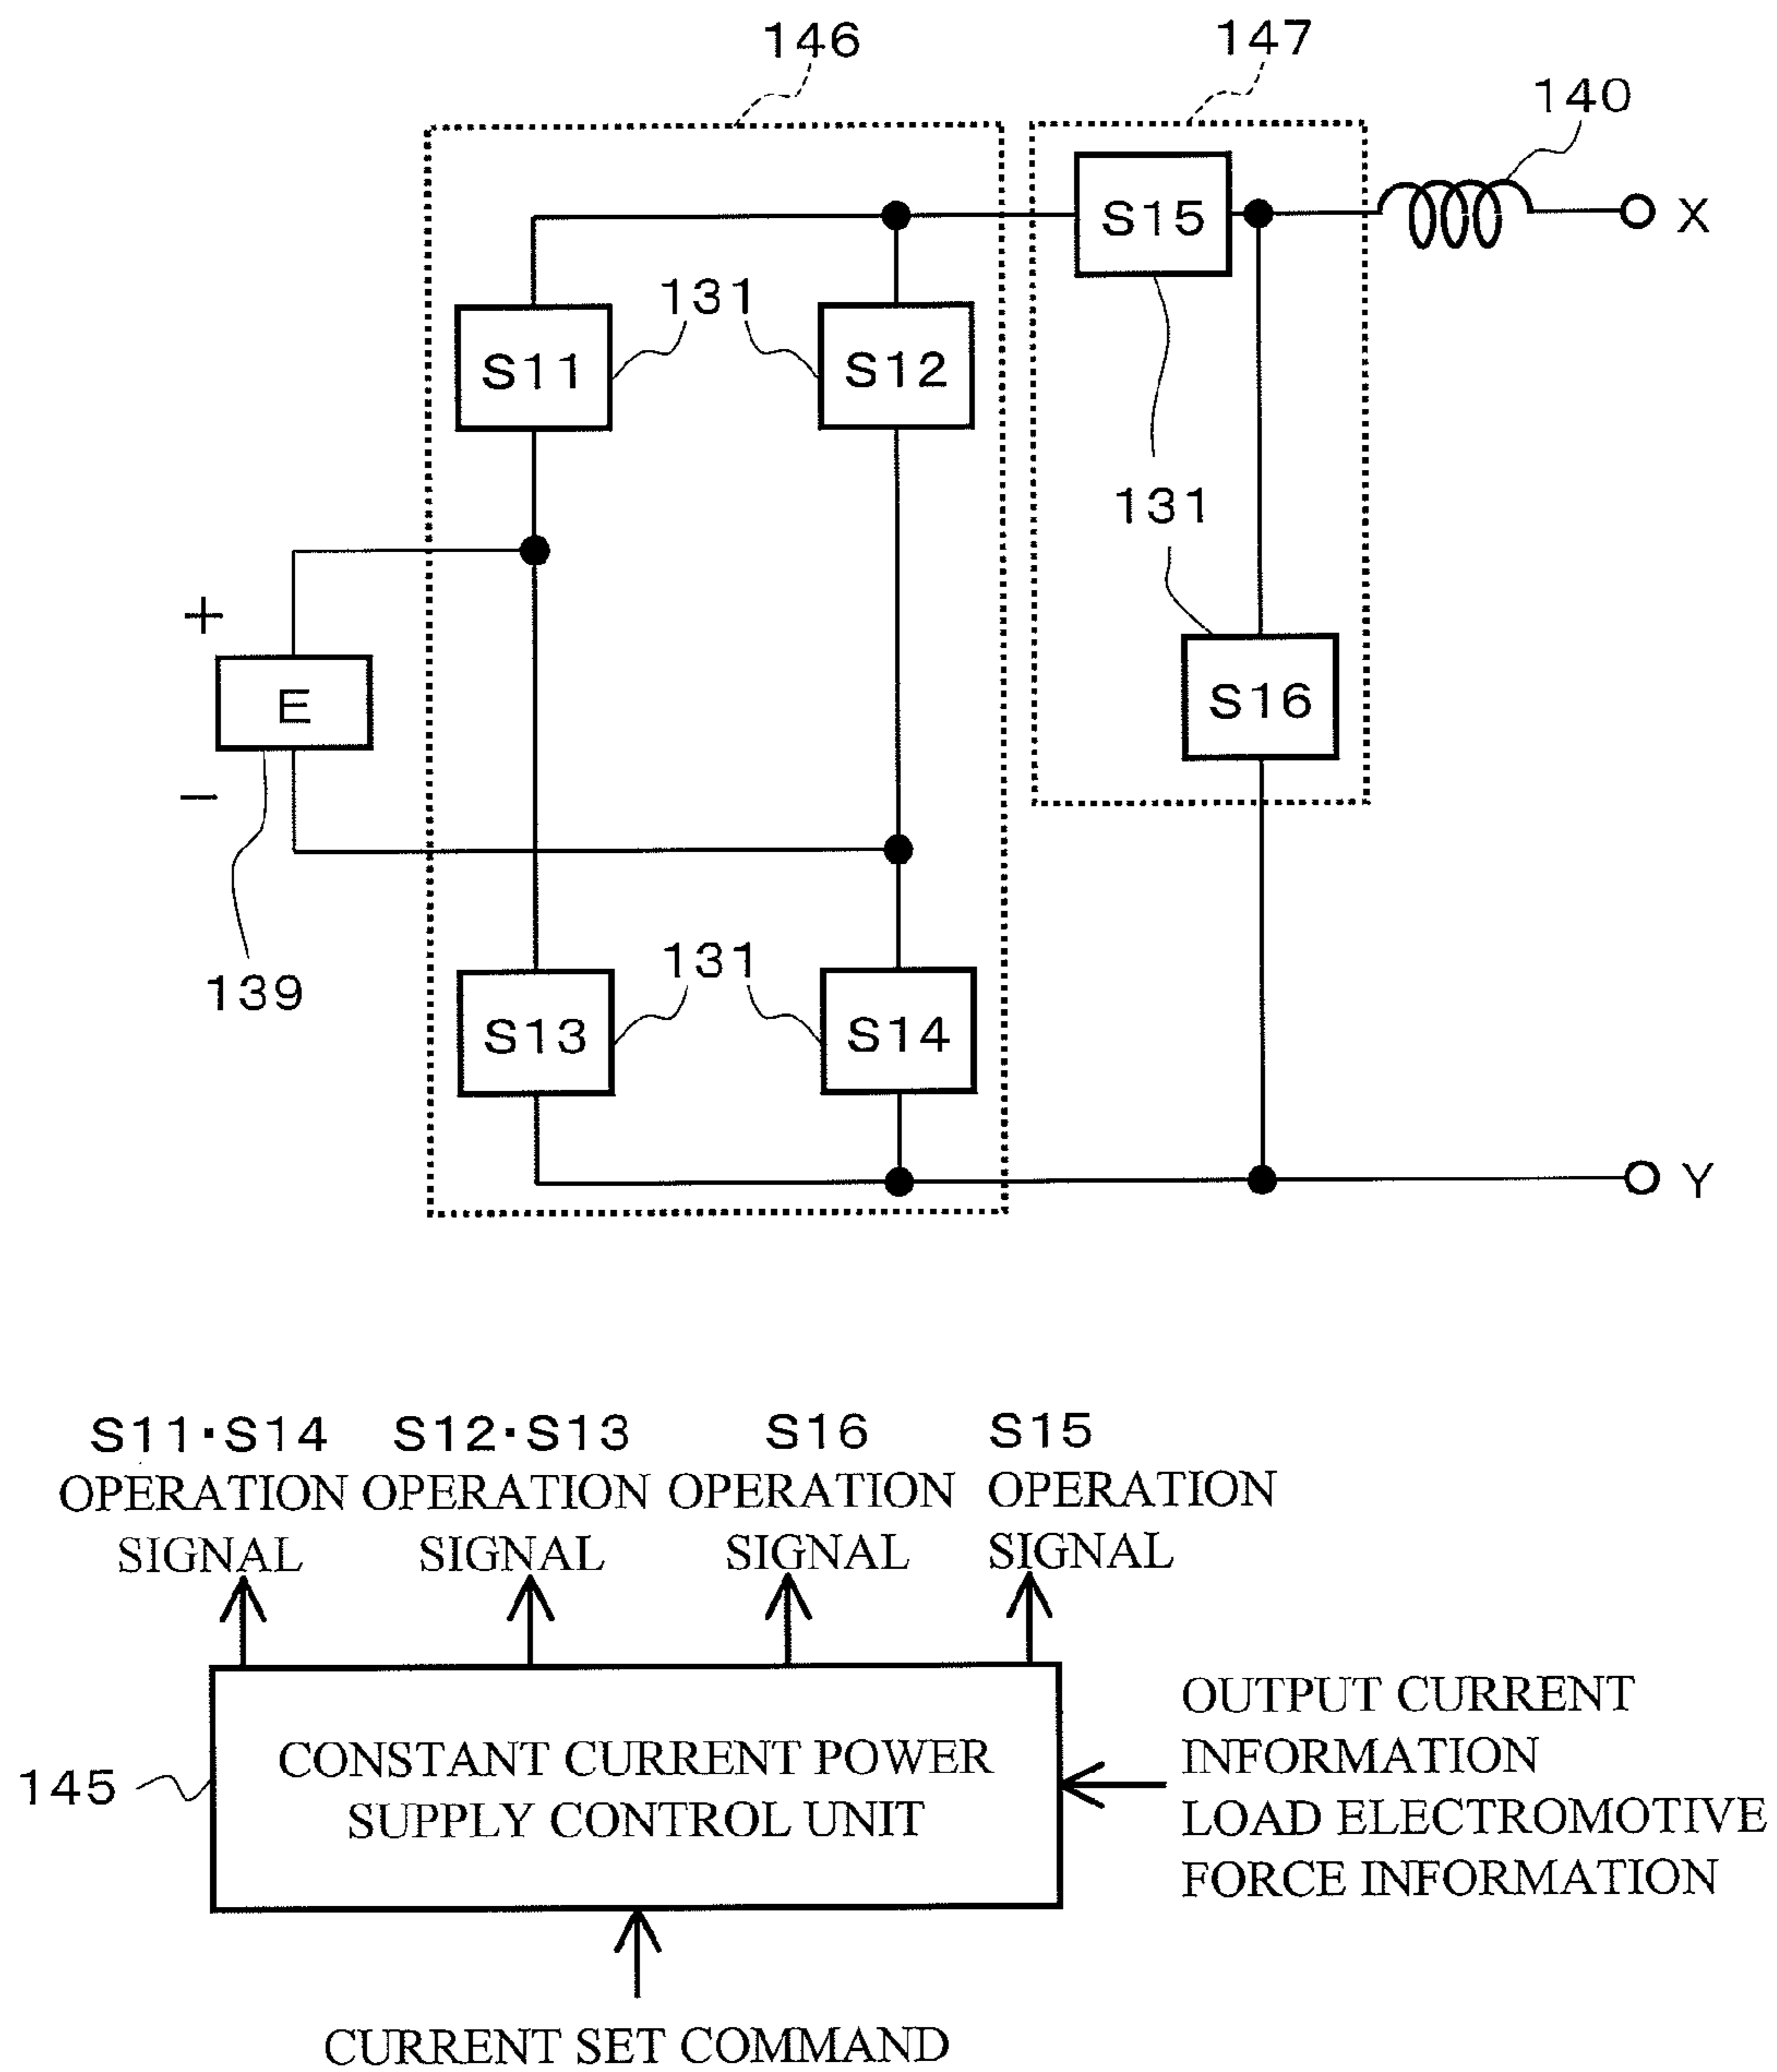 146
147
140
S15
X
131
S11
S12
131
+
E
S16
−
139
131
S13
S14
Y
S11·S14
OPERATION
SIGNAL
S12·S13
OPERATION
SIGNAL
S16
OPERATION
SIGNAL
S15
OPERATION
SIGNAL
145
CONSTANT CURRENT POWER
SUPPLY CONTROL UNIT
OUTPUT CURRENT
INFORMATION
LOAD ELECTROMOTIVE
FORCE INFORMATION
CURRENT SET COMMAND